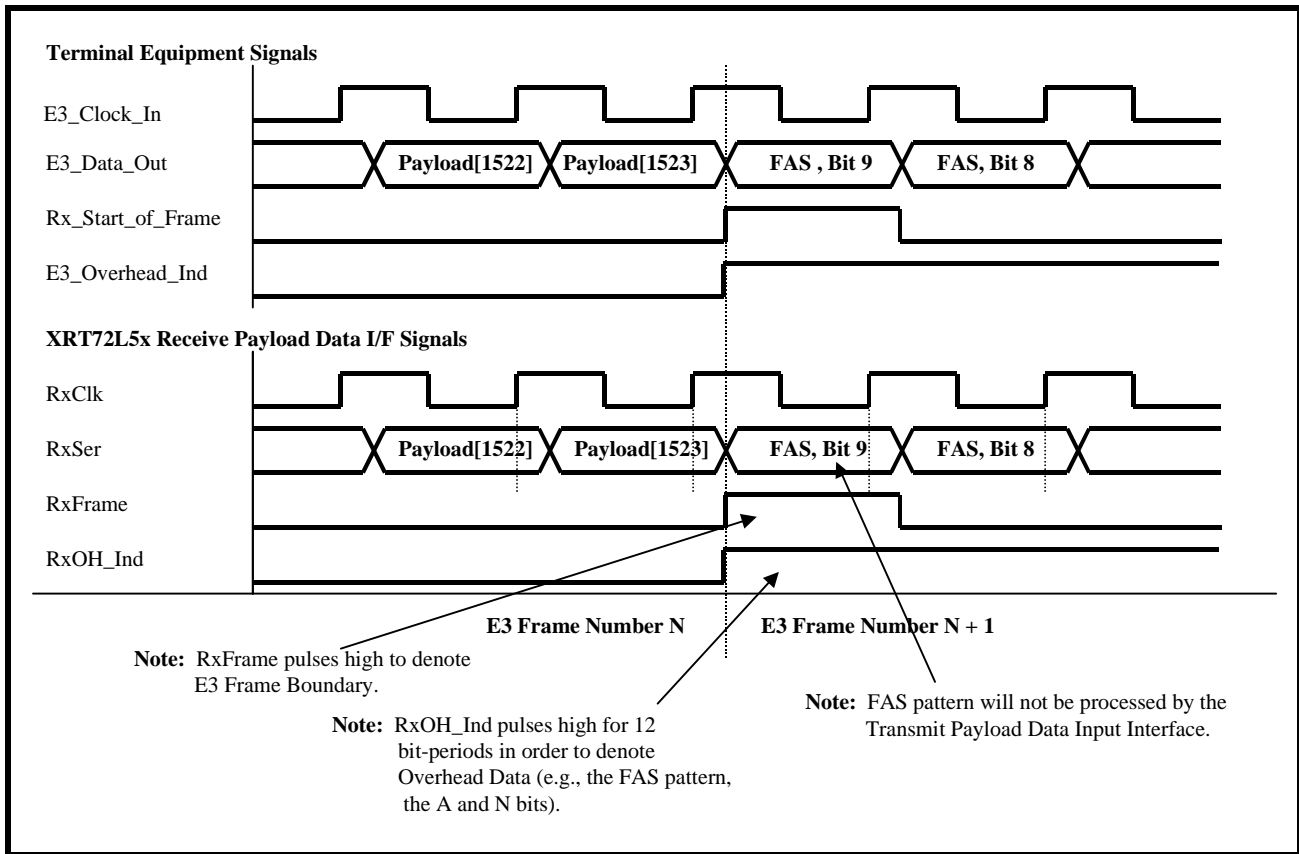 Terminal Equipment Signals
E3_Clock_In
E3_Data_Out
Payload[1522] Payload[1523] FAS , Bit 9 FAS, Bit 8
Rx_Start_of_Frame
E3_Overhead_Ind
XRT72L5x Receive Payload Data I/F Signals
RxClk
RxSer
Payload[1522] Payload[1523] FAS, Bit 9 FAS, Bit 8
RxFrame
RxOH_Ind
E3 Frame Number N E3 Frame Number N + 1
Note: RxFrame pulses high to denote
E3 Frame Boundary.
Note: RxOH_Ind pulses high for 12
bit-periods in order to denote
Overhead Data (e.g., the FAS pattern,
the A and N bits).
Note: FAS pattern will not be processed by the
Transmit Payload Data Input Interface.